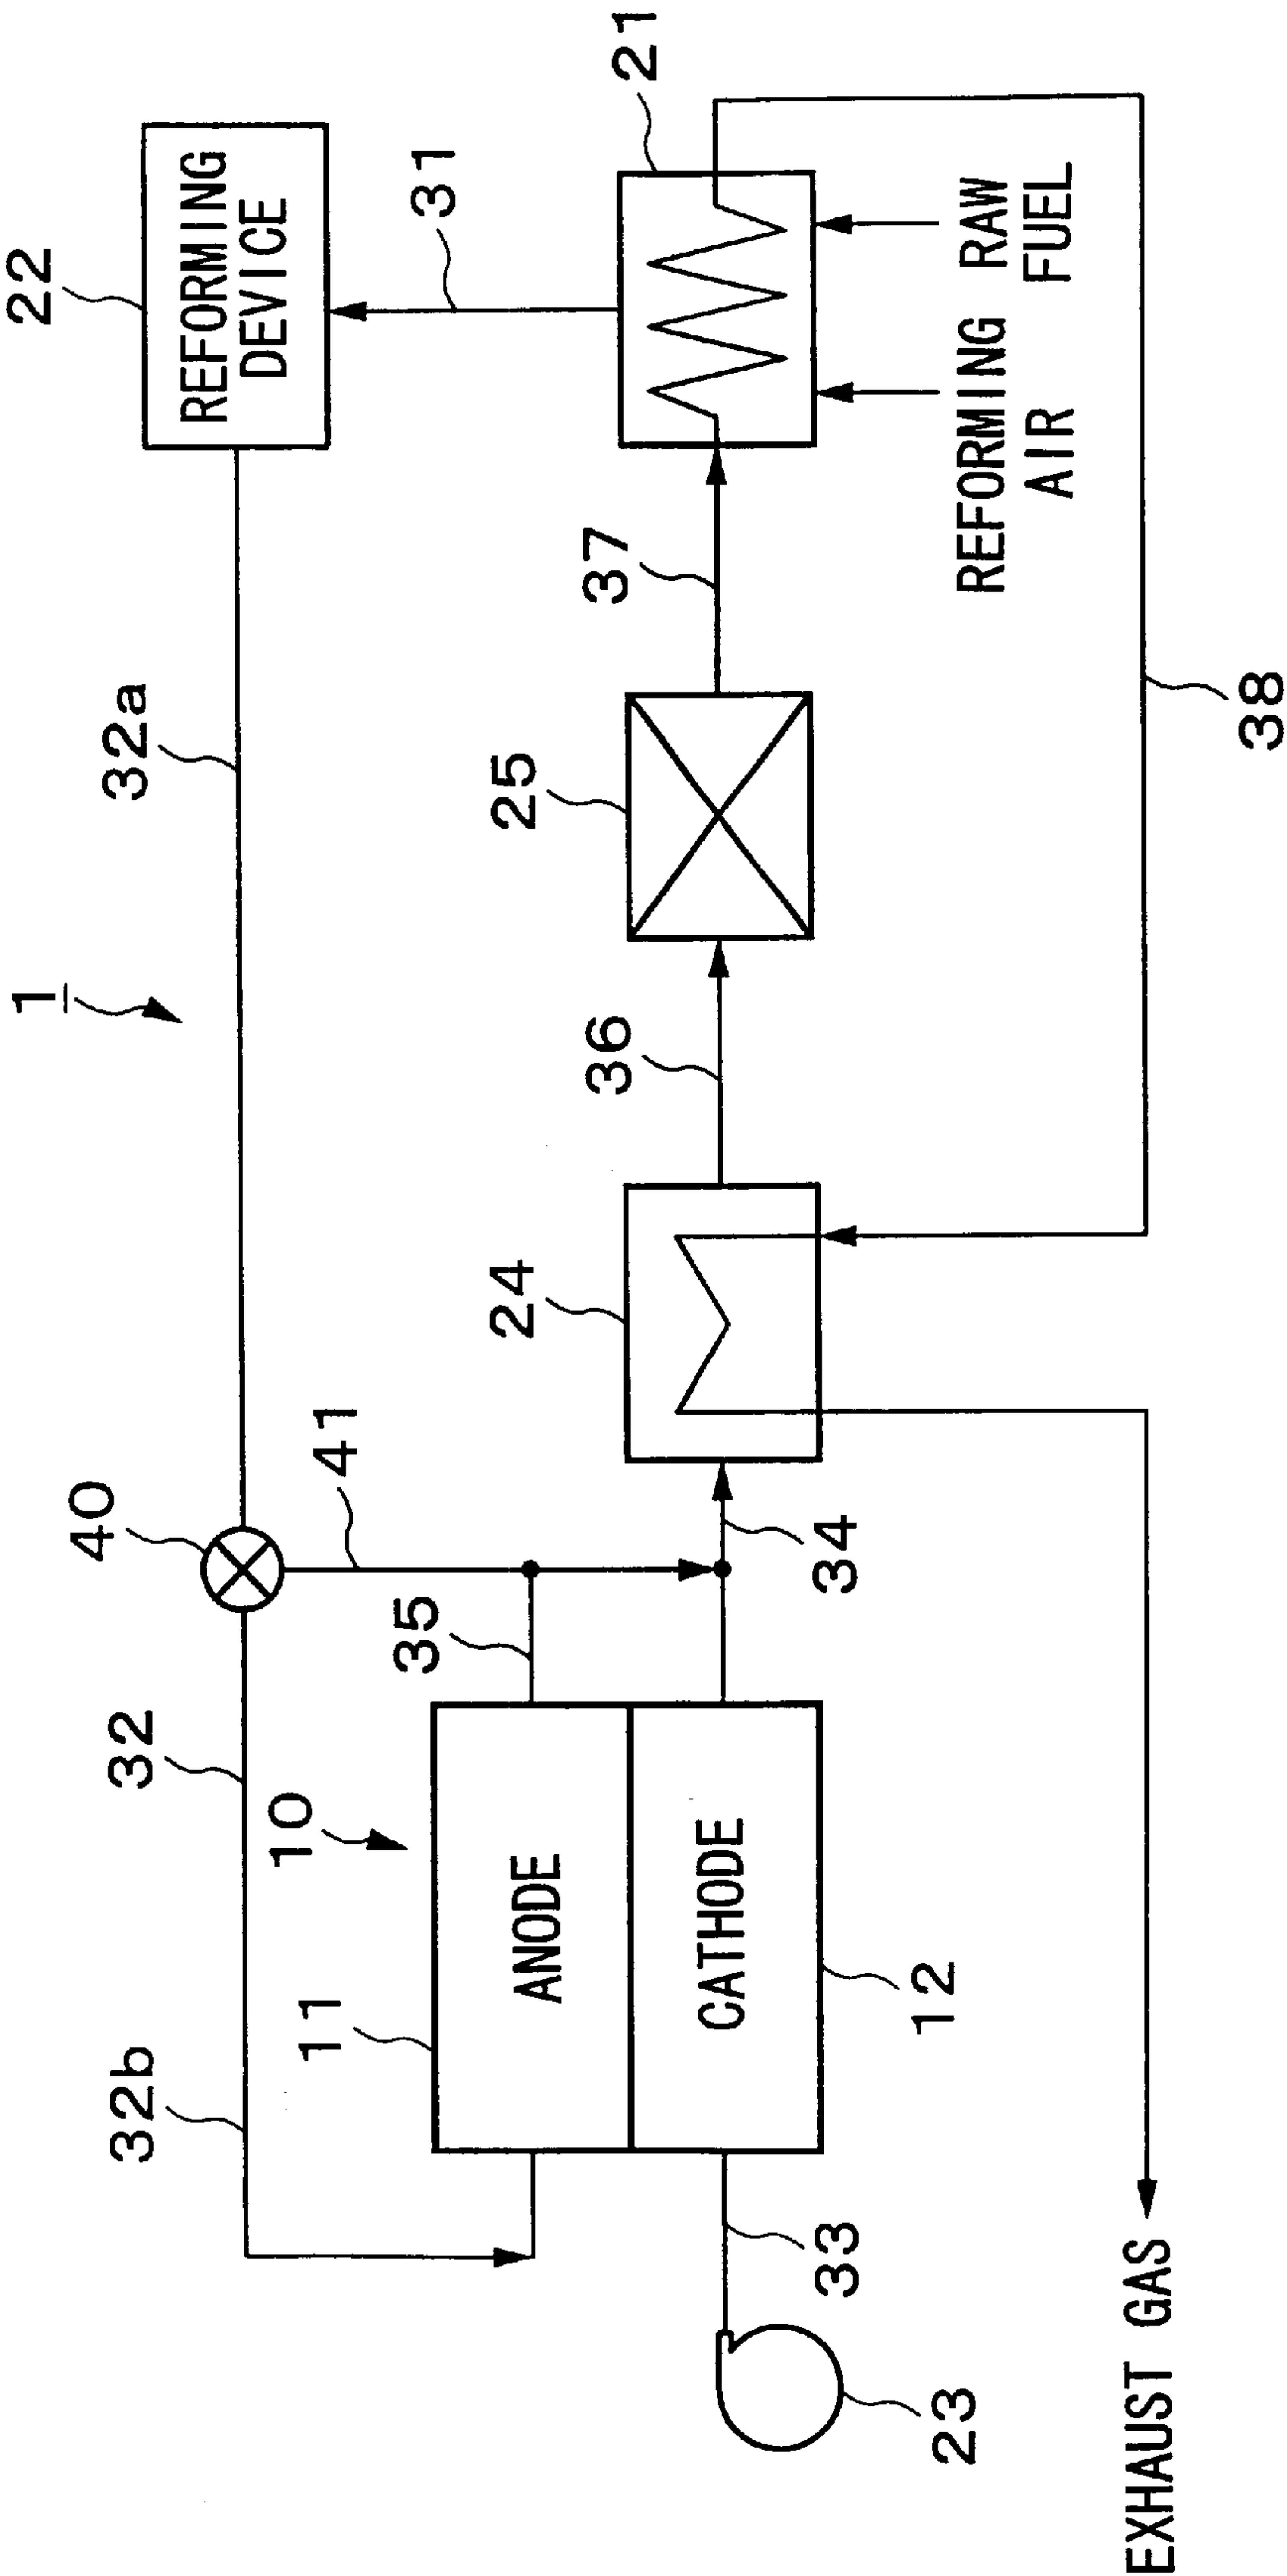 1
22
REFORMING
DEVICE
32a
40
32
32b
31
41
10
35
11
ANODE
CATHODE
12
33
23
34
24
36
25
37
21
REFORMING
AIR
RAW
FUEL
38
EXHAUST GAS